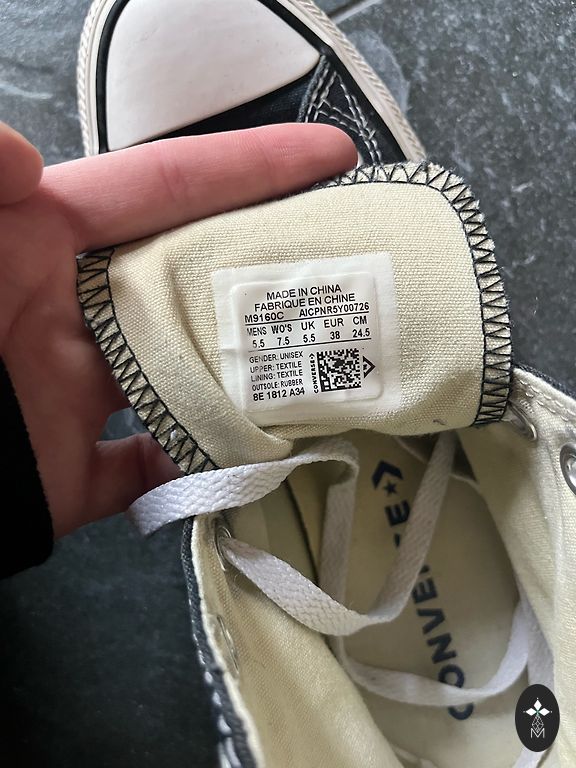 MADE IN CHINA
FABRIQUE EN CHINE
M9160C AICPNR5Y00726
MENS WO'S UK EUR CM
5.5 7.5 5.5 38 24.5
GENDER: UNISEX
UPPER: TEXTILE
LINING: TEXTILE
OUTSOLE: RUBBER
8E 1812 A34
CONVERSE
CONVERSE
M